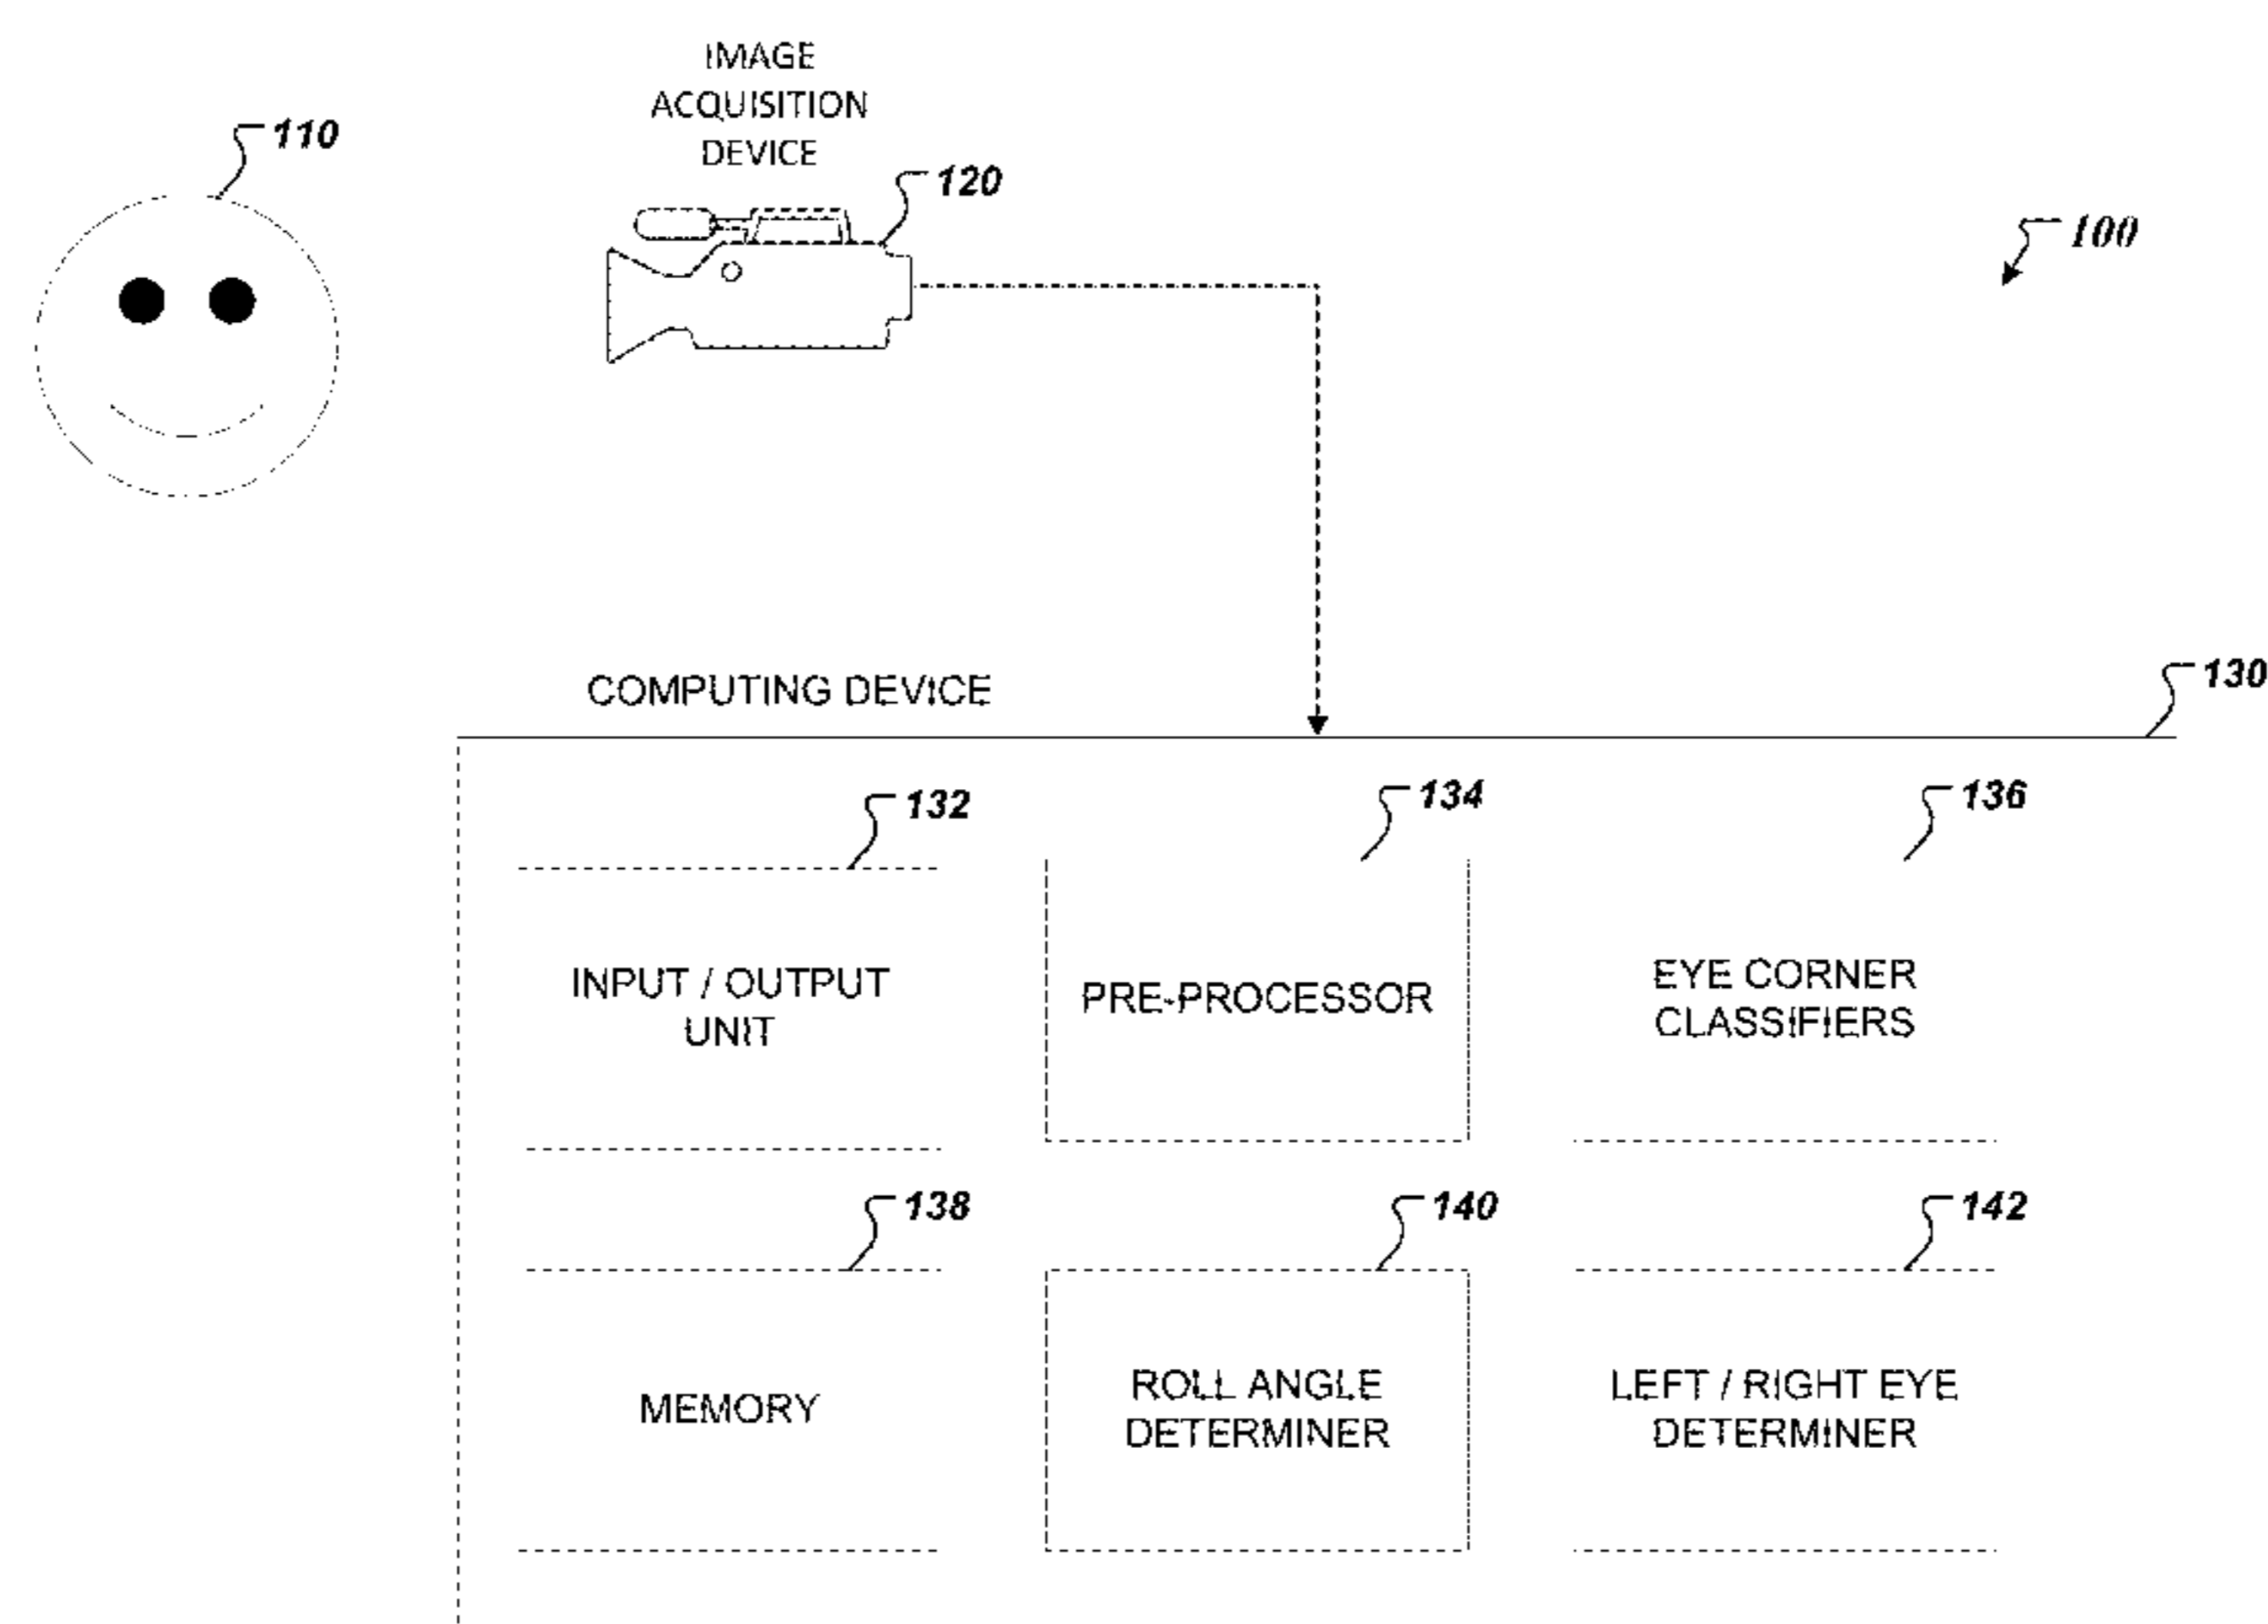 IMAGE
ACQUISITION
DEVICE
110
120
100
COMPUTING DEVICE
130
132
134
136
INPUT / OUTPUT
UNIT
PRE-PROCESSOR
EYE CORNER
CLASSIFIERS
138
140
142
MEMORY
ROLL ANGLE
DETERMINER
LEFT / RIGHT EYE
DETERMINER